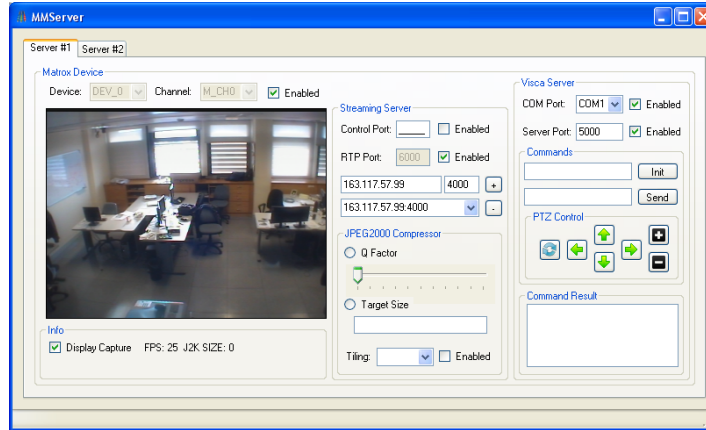 MMServer
Server #1 Server #2
Matrox Device
Device: DEV_0 Channel: M_CH0 Enabled
Streaming Server
Control Port: Enabled
RTP Port: 6000 Enabled
163.117.57.99 4000 +
163.117.57.99:4000 -
JPEG2000 Compressor
Q Factor
Target Size
Tiling: Enabled
Info
Display Capture FPS: 25 J2K SIZE: 0
Visca Server
COM Port: COM1 Enabled
Server Port: 5000 Enabled
Commands
Init
Send
PTZ Control
Command Result